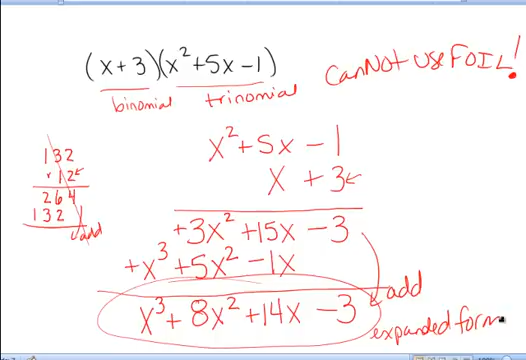 (x+3)(x²+5x-1)
CanNot use FOIL!
binomial trinomial
x²+5x-1
x+3
132
·12
264
132
add
+3x²+15x-3
+x³+5x²-1x
x³+8x²+14x-3
add
expanded form